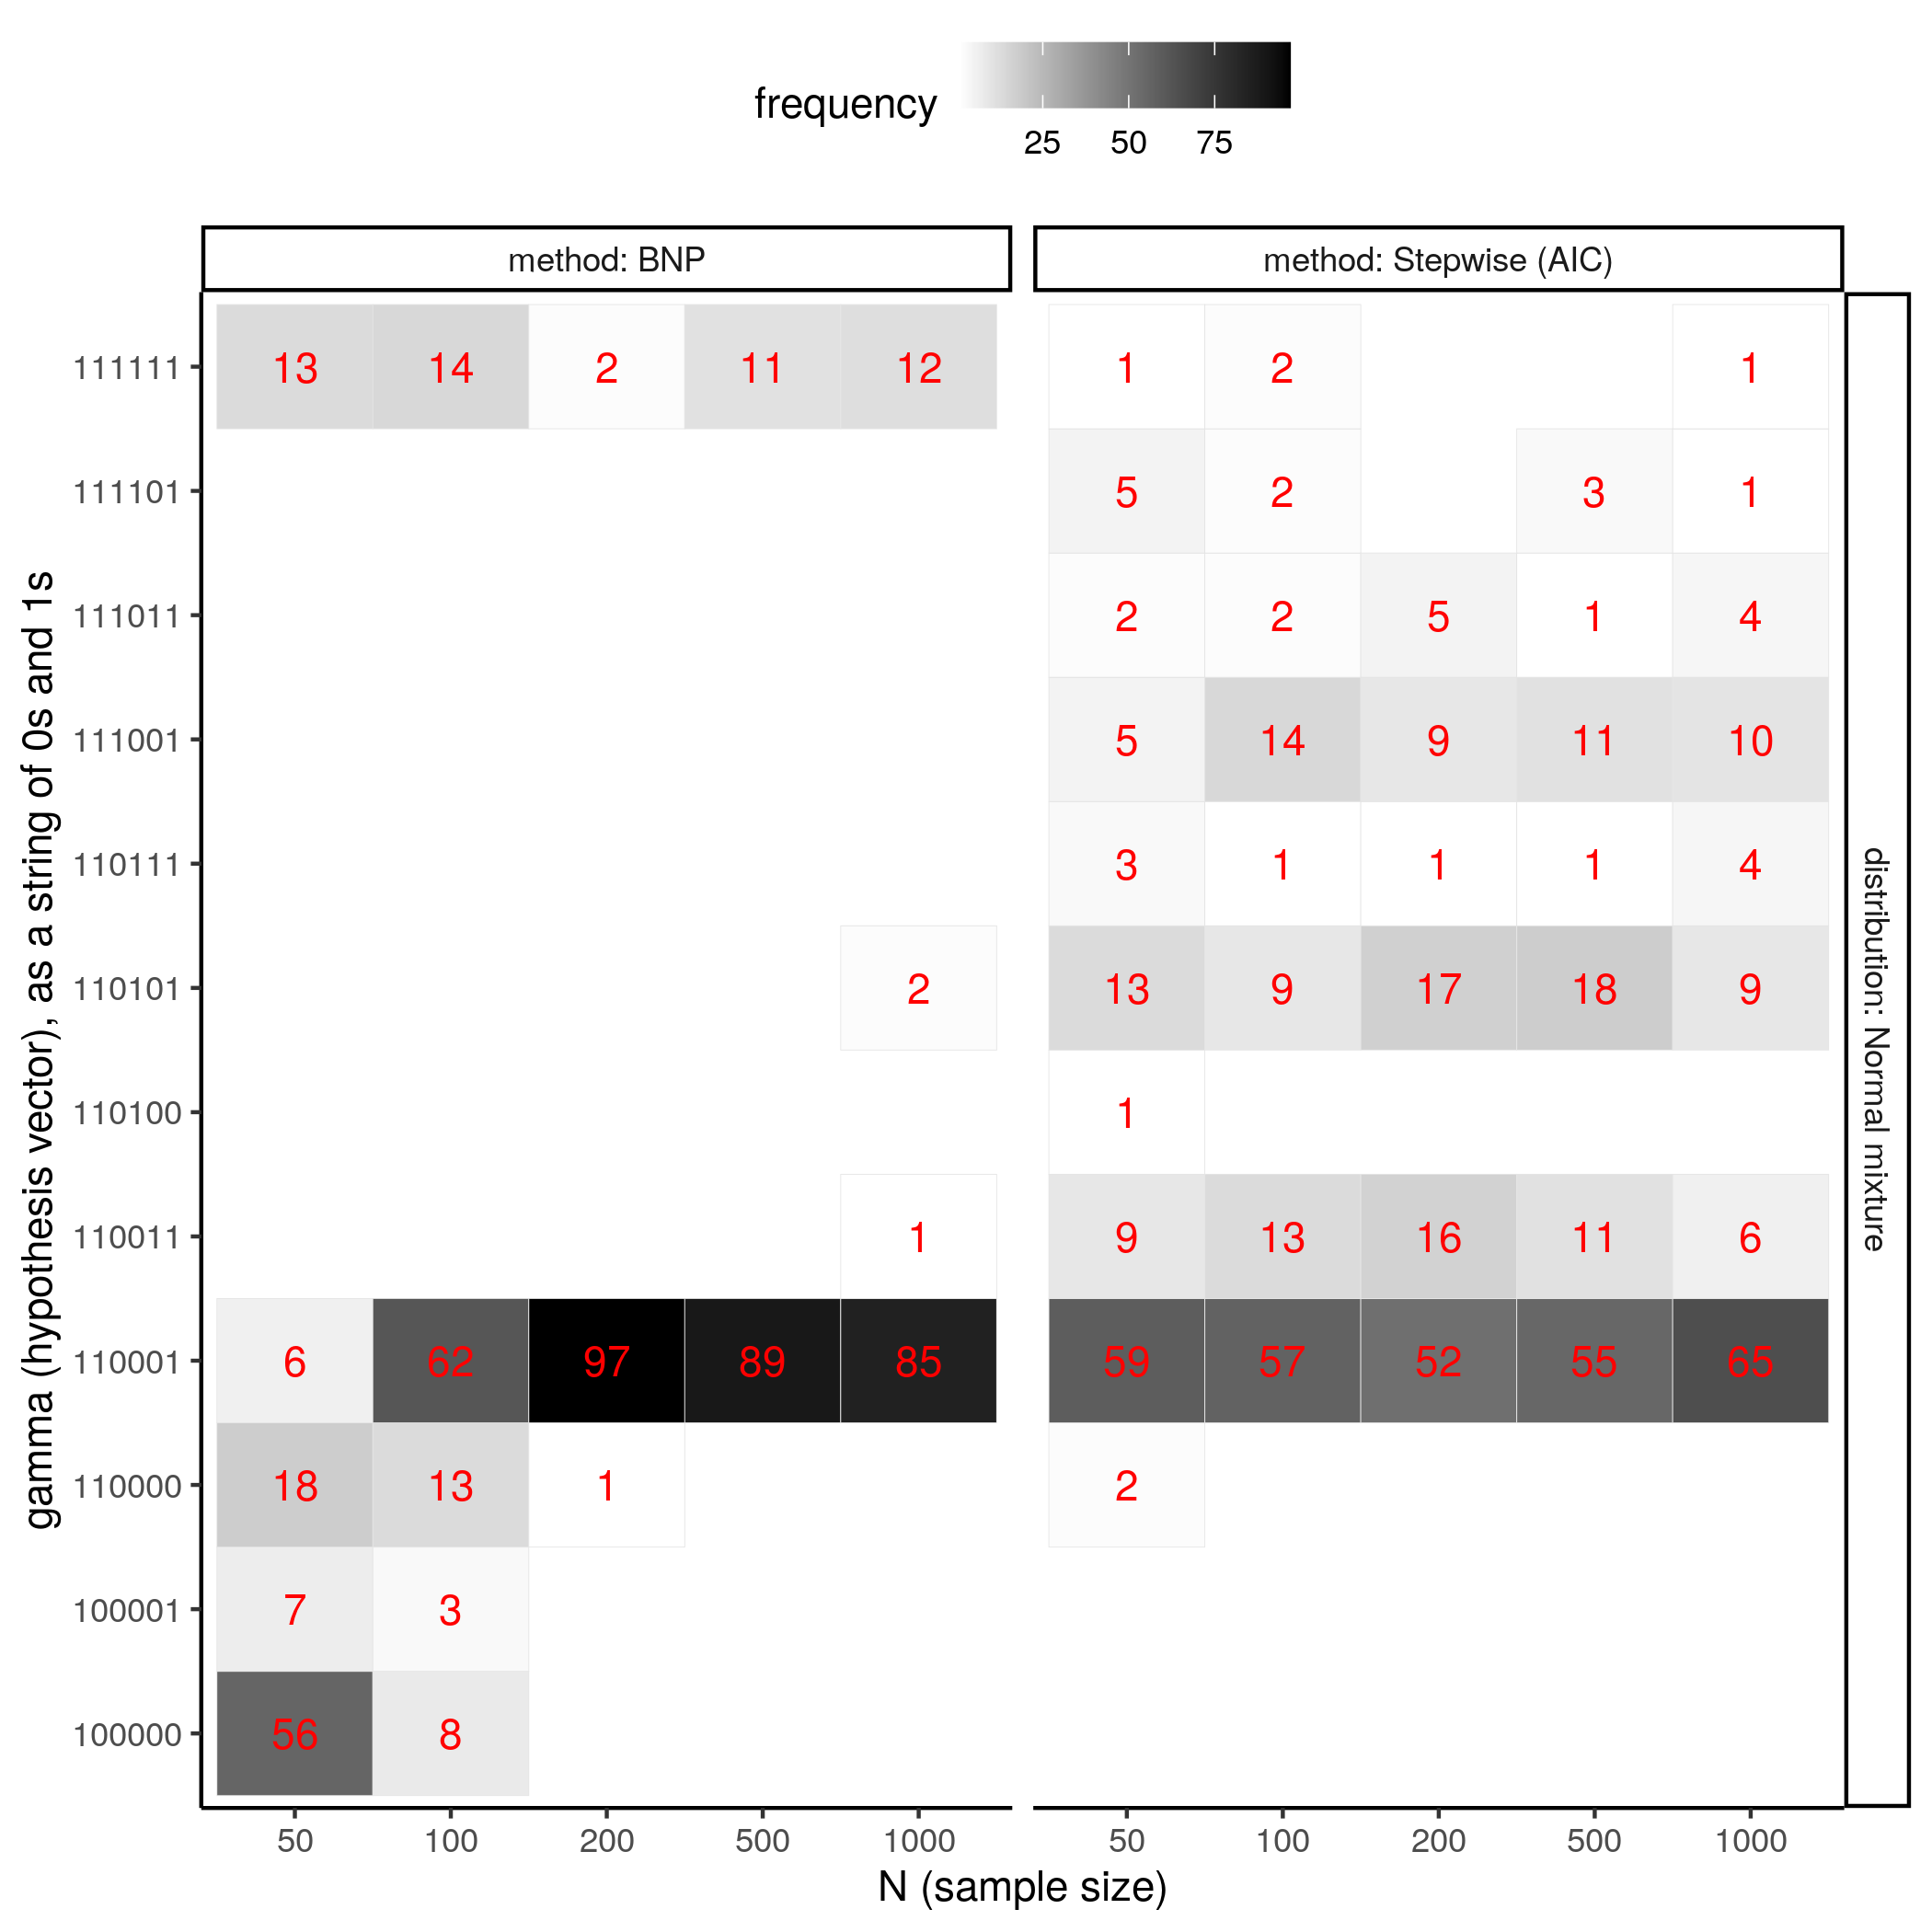 frequency
25 50 75
method: BNP
method: Stepwise (AIC)
gamma (hypothesis vector), as a string of 0s and 1s
distribution: Normal mixture
111111 13 14 2 11 12 1 2 1
111101 5 2 3 1
111011 2 2 5 1 4
111001 5 14 9 11 10
110111 3 1 1 1 4
110101 2 13 9 17 18 9
110100 1
110011 1 9 13 16 11 6
110001 6 62 97 89 85 59 57 52 55 65
110000 18 13 1 2
100001 7 3
100000 56 8
50 100 200 500 1000 50 100 200 500 1000
N (sample size)